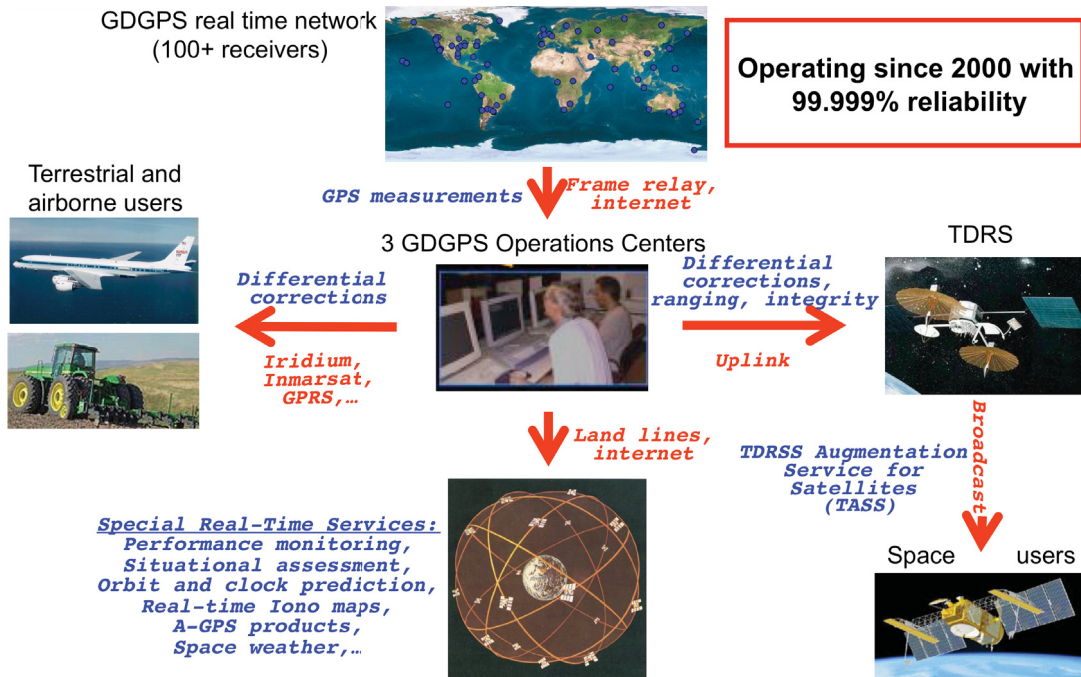 GDGPS real time network
(100+ receivers)
Operating since 2000 with
99.999% reliability
GPS measurements
Frame relay,
internet
Terrestrial and
airborne users
3 GDGPS Operations Centers
TDRS
Differential
corrections
Differential
corrections,
ranging, integrity
Iridium,
Inmarsat,
GPRS,…
Uplink
Land lines,
internet
Broadcast
TDRSS Augmentation
Service for
Satellites
(TASS)
Special Real-Time Services:
Performance monitoring,
Situational assessment,
Orbit and clock prediction,
Real-time Iono maps,
A-GPS products,
Space weather,…
Space users